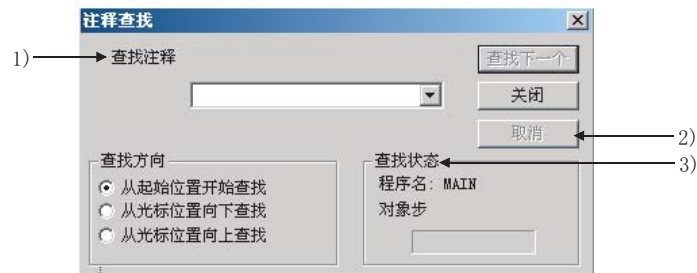 注释查找
1)
查找注释
查找下一个
关闭
取消
2)
查找方向
查找状态
3)
从起始位置开始查找
程序名: MAIN
从光标位置向下查找
对象步
从光标位置向上查找